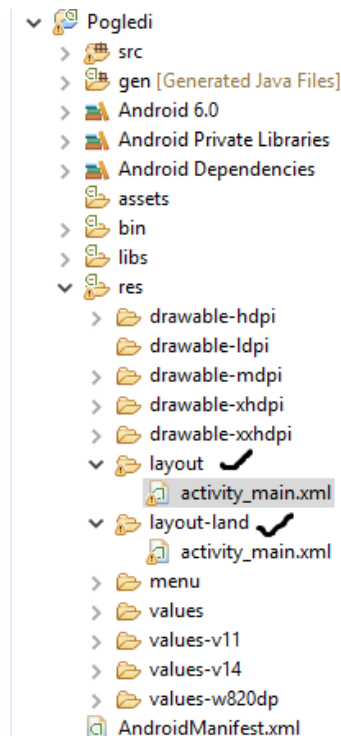 Pogledi
src
gen [Generated Java Files]
Android 6.0
Android Private Libraries
Android Dependencies
assets
bin
libs
res
drawable-hdpi
drawable-ldpi
drawable-mdpi
drawable-xhdpi
drawable-xxhdpi
layout
activity_main.xml
layout-land
activity_main.xml
menu
values
values-v11
values-v14
values-w820dp
AndroidManifest.xml